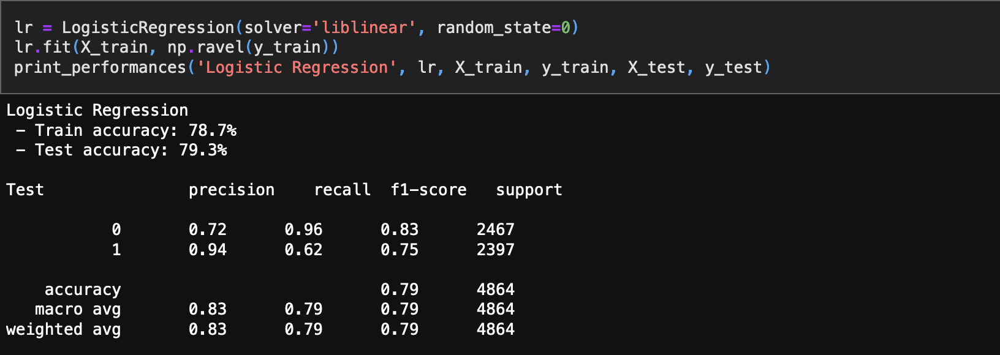 lr = LogisticRegression(solver='liblinear', random_state=0)
lr.fit(X_train, np.ravel(y_train))
print_performances('Logistic Regression', lr, X_train, y_train, X_test, y_test)
Logistic Regression
- Train accuracy: 78.7%
- Test accuracy: 79.3%
Test precision recall f1-score support
0 0.72 0.96 0.83 2467
1 0.94 0.62 0.75 2397
accuracy 0.79 4864
macro avg 0.83 0.79 0.79 4864
weighted avg 0.83 0.79 0.79 4864